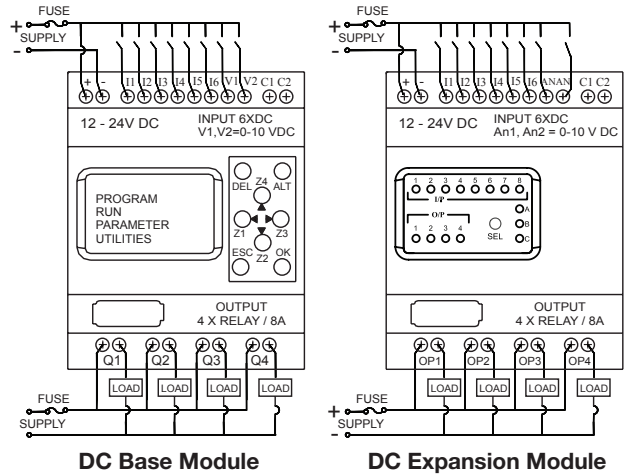 FUSE
+
SUPPLY
-
+ - I1 I2 I3 I4 I5 I6 V1 V2 C1 C2
12 - 24V DC
INPUT 6XDC
V1,V2=0-10 VDC
PROGRAM
RUN
PARAMETER
UTILITIES
DEL Z4 ALT
Z1 Z3
ESC Z2 OK
OUTPUT
4 X RELAY / 8A
Q1 Q2 Q3 Q4
LOAD LOAD LOAD LOAD
FUSE
+
SUPPLY
-
DC Base Module
FUSE
+
SUPPLY
-
+ - I1 I2 I3 I4 I5 I6 ANAN C1 C2
12 - 24V DC
INPUT 6XDC
An1, An2 = 0-10 V DC
1 2 3 4 5 6 7 8
I/P
O/P
1 2 3 4
SEL
A
B
C
OUTPUT
4 X RELAY / 8A
OP1 OP2 OP3 OP4
LOAD LOAD LOAD LOAD
FUSE
+
SUPPLY
-
DC Expansion Module